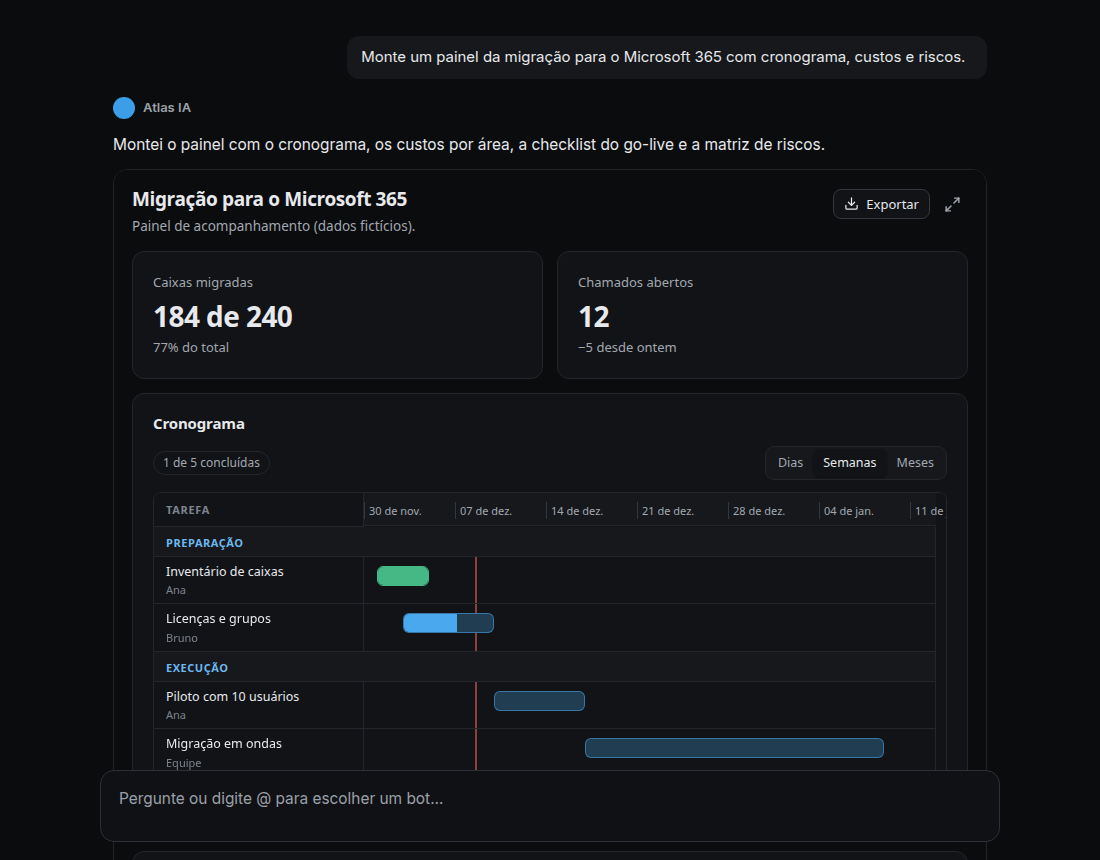 Monte um painel da migração para o Microsoft 365 com cronograma, custos e riscos.
Atlas IA
Montei o painel com o cronograma, os custos por área, a checklist do go-live e a matriz de riscos.
Migração para o Microsoft 365
Exportar
Painel de acompanhamento (dados fictícios).
Caixas migradas
184 de 240
77% do total
Chamados abertos
12
−5 desde ontem
Cronograma
1 de 5 concluídas
Dias Semanas Meses
TAREFA 30 de nov. 07 de dez. 14 de dez. 21 de dez. 28 de dez. 04 de jan. 11 de
PREPARAÇÃO
Inventário de caixas
Ana
Licenças e grupos
Bruno
EXECUÇÃO
Piloto com 10 usuários
Ana
Migração em ondas
Equipe
Pergunte ou digite @ para escolher um bot...